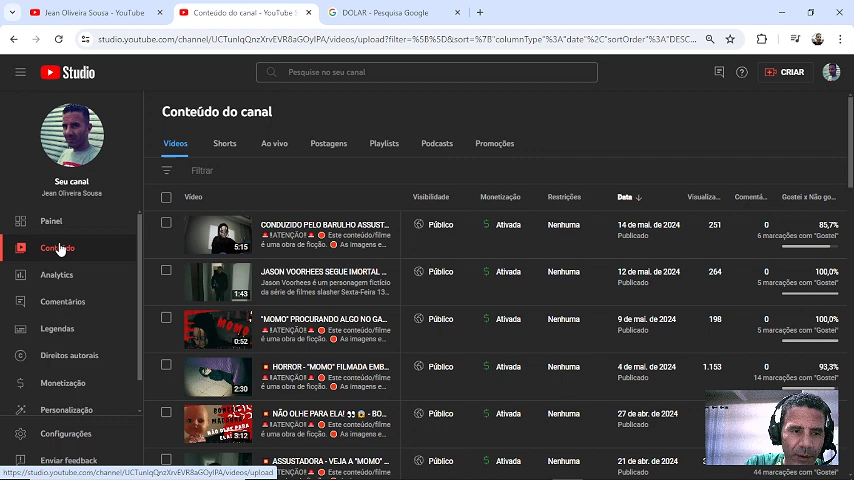 Jean Oliveira Sousa - YouTube
Conteúdo do canal - YouTube S
DOLAR - Pesquisa Google
studio.youtube.com/channel/UCTunIqQnzXrvEVR8aGOyIPA/videos/upload?filter=%5B%5D&sort=%7B"columnType"%3A"date"%2C"sortOrder"%3A"DESC...
Studio
Pesquise no seu canal
CRIAR
Seu canal
Jean Oliveira Sousa
Painel
Conteúdo
Analytics
Comentários
Legendas
Direitos autorais
Monetização
Personalização
Configurações
Enviar feedback
Conteúdo do canal
Vídeos Shorts Ao vivo Postagens Playlists Podcasts Promoções
Filtrar
Vídeo Visibilidade Monetização Restrições Data Visualiza... Comentá... Gostei x Não go...
CONDUZIDO PELO BARULHO ASSUST... Público Ativada Nenhuma 14 de mai. de 2024 251 0 85,7%
!!ATENÇÃO!! Este conteúdo/filme Publicado 6 marcações com "Gostei"
é uma obra de ficção. As imagens e...
5:15
JASON VOORHEES SEGUE IMORTAL ... Público Ativada Nenhuma 12 de mai. de 2024 264 0 100,0%
Jason Voorhees é um personagem fictício Publicado 5 marcações com "Gostei"
da série de filmes slasher Sexta-Feira 13...
1:43
"MOMO" PROCURANDO ALGO NO GA... Público Ativada Nenhuma 9 de mai. de 2024 198 0 100,0%
!!ATENÇÃO!! Este conteúdo/filme Publicado 5 marcações com "Gostei"
é uma obra de ficção. As imagens e...
MOMO
0:52
HORROR - "MOMO" FILMADA EMB... Público Ativada Nenhuma 4 de mai. de 2024 1.153 0 93,3%
!!ATENÇÃO!! Este conteúdo/filme Publicado 14 marcações com "Gostei"
é uma obra de ficção. As imagens e...
2:30
NÃO OLHE PARA ELA! - BO... Público Ativada Nenhuma 27 de abr. de 2024
!!ATENÇÃO!! Este conteúdo/filme Publicado
é uma obra de ficção. As imagens e...
NÃO OLHE
PARA ELA!
3:12
ASSUSTADORA - VEJA A "MOMO" ... Público Ativada Nenhuma 21 de abr. de 2024
!!ATENÇÃO!! Este conteúdo/filme Publicado 44 marcações com "Gostei"
é uma obra de ficção. As imagens e...
https://studio.youtube.com/channel/UCTunIqQnzXrvEVR8aGOyIPA/videos/upload